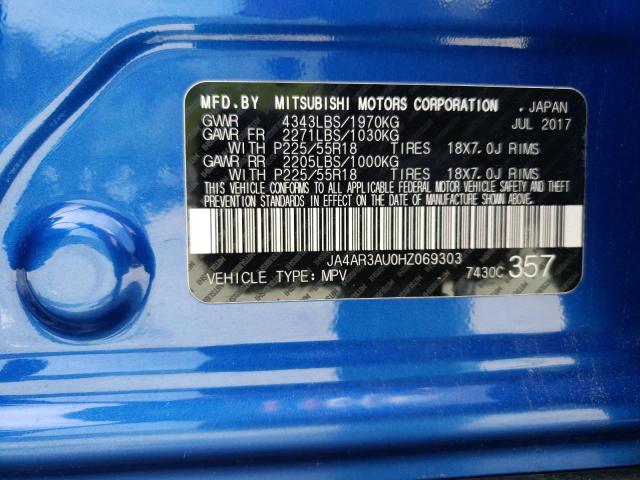 MFD.BY MITSUBISHI MOTORS CORPORATION . JAPAN
GVWR 4343LBS/1970KG JUL 2017
GAWR FR 2271LBS/1030KG
WITH P225/55R18 TIRES 18X7.0J RIMS
GAWR RR 2205LBS/1000KG
WITH P225/55R18 TIRES 18X7.0J RIMS
THIS VEHICLE CONFORMS TO ALL APPLICABLE FEDERAL MOTOR VEHICLE SAFETY AND THEFT
PREVENTION STANDARDS IN EFFECT ON THE DATE OF MANUFACTURE SHOWN ABOVE.
JA4AR3AU0HZ069303
VEHICLE TYPE: MPV 7430C 357